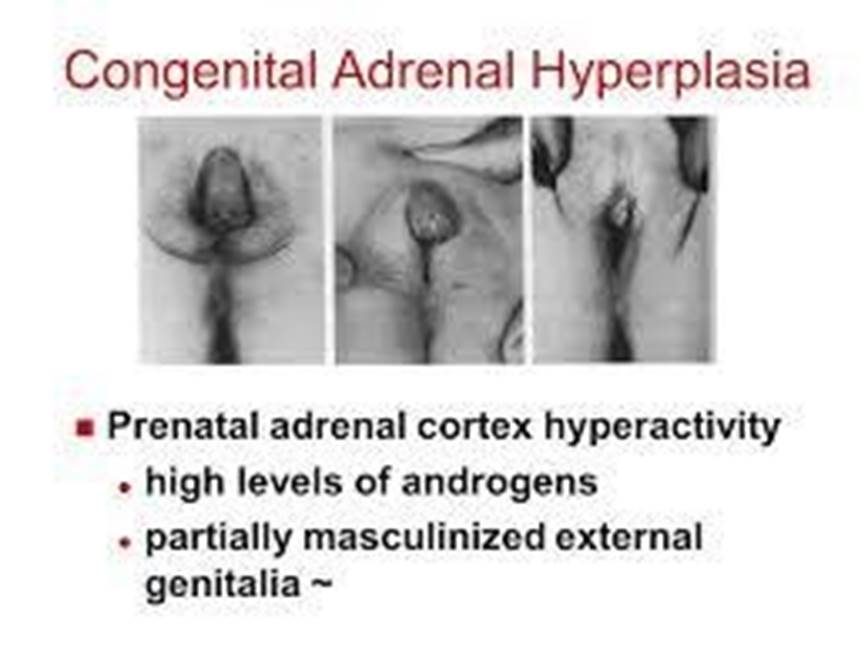 Congenital Adrenal Hyperplasia
Prenatal adrenal cortex hyperactivity
high levels of androgens
partially masculinized external
genitalia ~